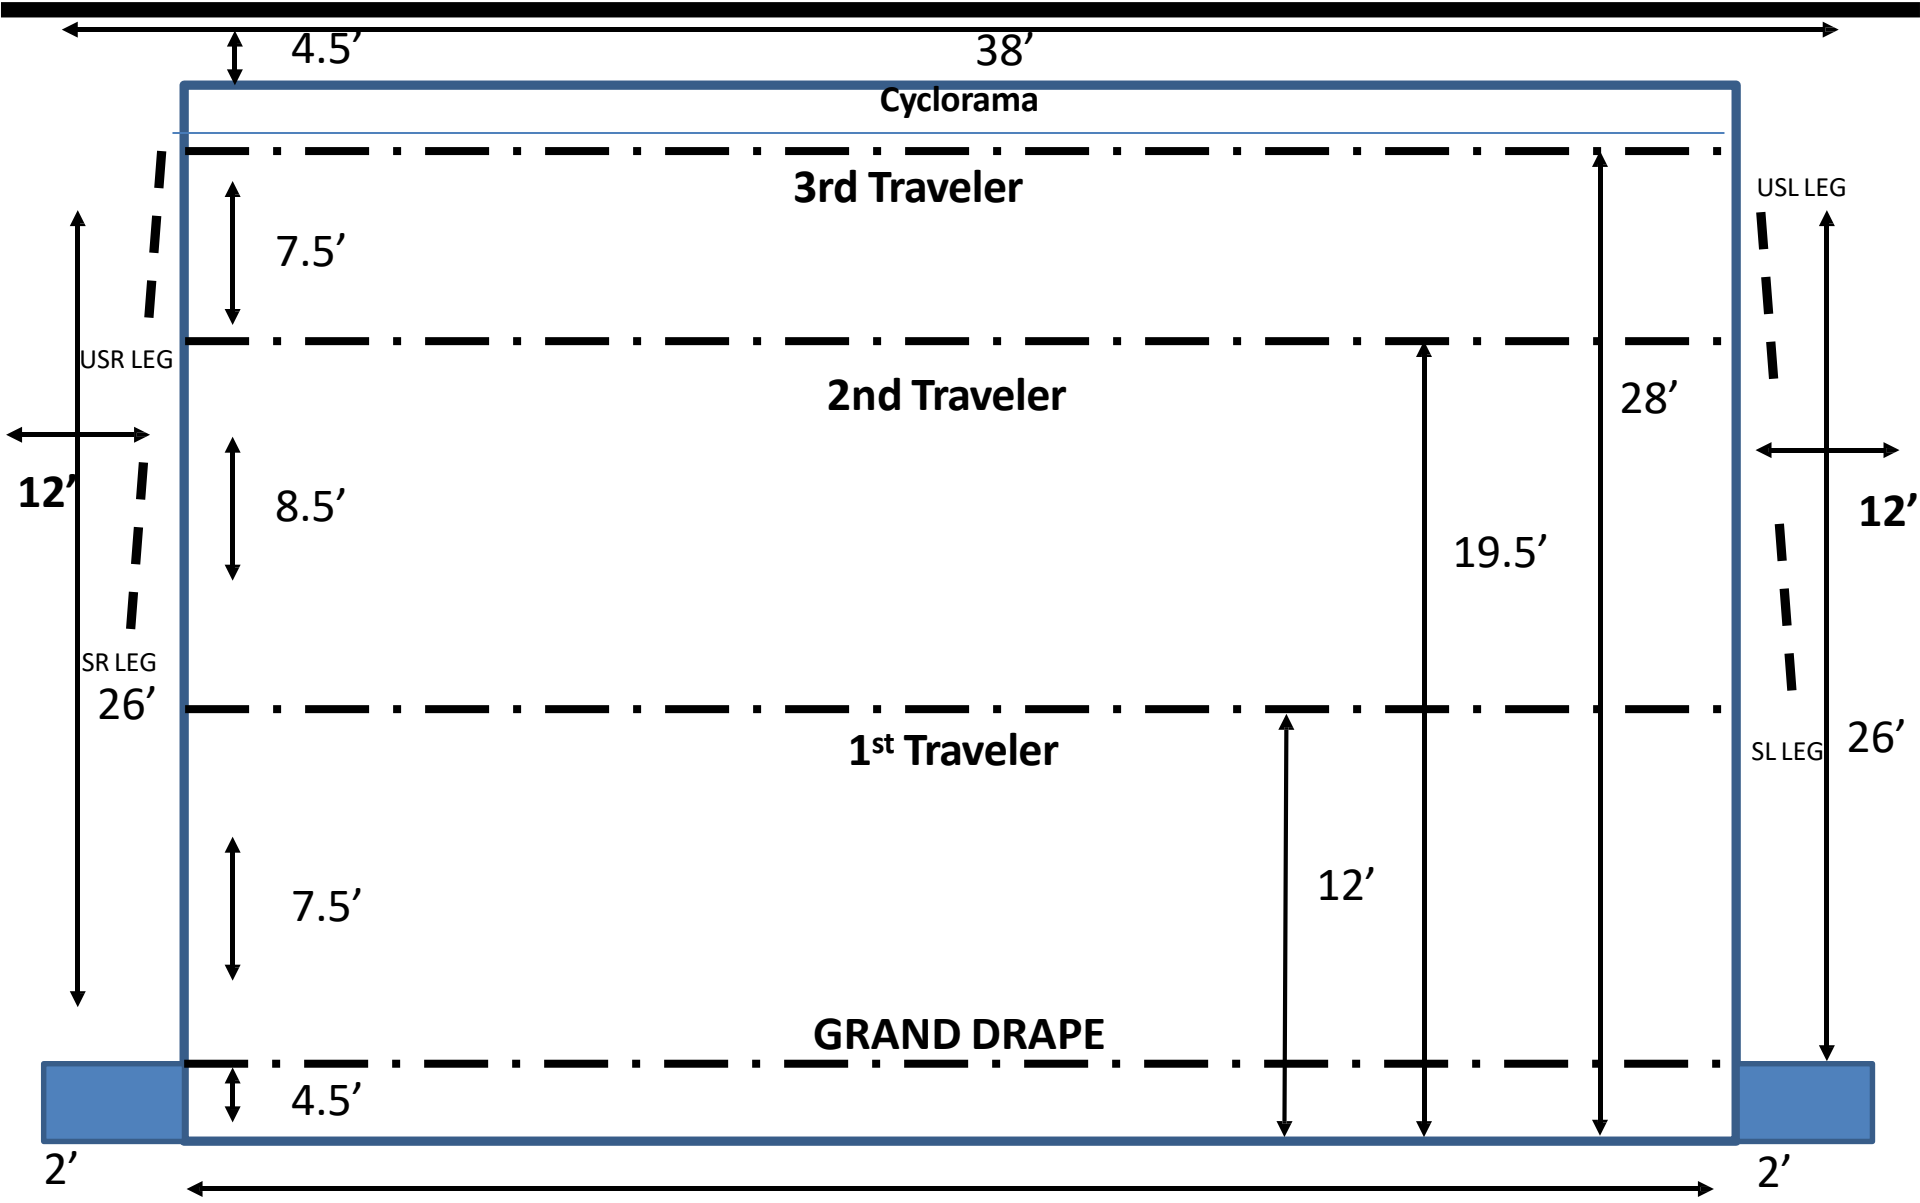 4.5’
38’
Cyclorama
3rd Traveler
USL LEG
7.5’
USR LEG
2nd Traveler
28’
12’
8.5’
12’
19.5’
SR LEG
26’
1st Traveler
SL LEG
26’
12’
7.5’
GRAND DRAPE
4.5’
2’
2’